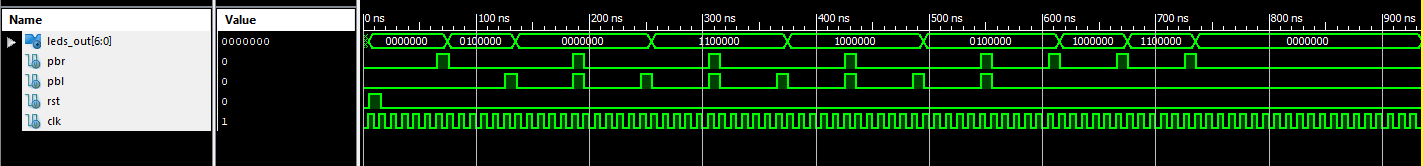 Name Value 0 ns 100 ns 200 ns 300 ns 400 ns 500 ns 600 ns 700 ns 800 ns 900 ns
leds_out[6:0] 0000000 0000000 0100000 0000000 1100000 1000000 0100000 1000000 1100000 0000000
pbr 0
pbl 0
rst 0
clk 1